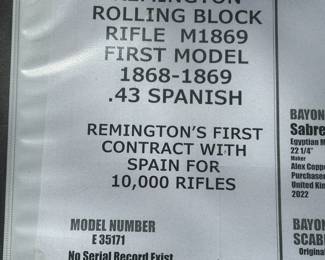 REMINGTON
ROLLING BLOCK
RIFLE M1869
FIRST MODEL
1868-1869
.43 SPANISH
REMINGTON'S FIRST
CONTRACT WITH
SPAIN FOR
10,000 RIFLES
MODEL NUMBER
E 35171
No Serial Record Exist
BAYON
Sabre
Egyptian M
22 1/4"
Maker
Alex Copp
Purchase
United Kin
2022
BAYON
SCAB
Origina